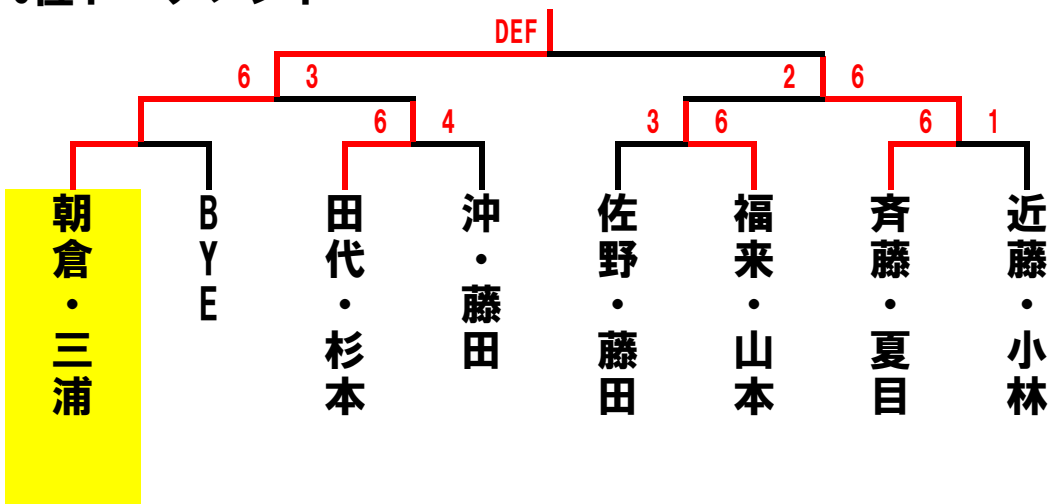 DEF
6 3 2 6
6 4 3 6 6 1
朝倉・三浦
BYE
田代・杉本
沖・藤田
佐野・藤田
福来・山本
斉藤・夏目
近藤・小林